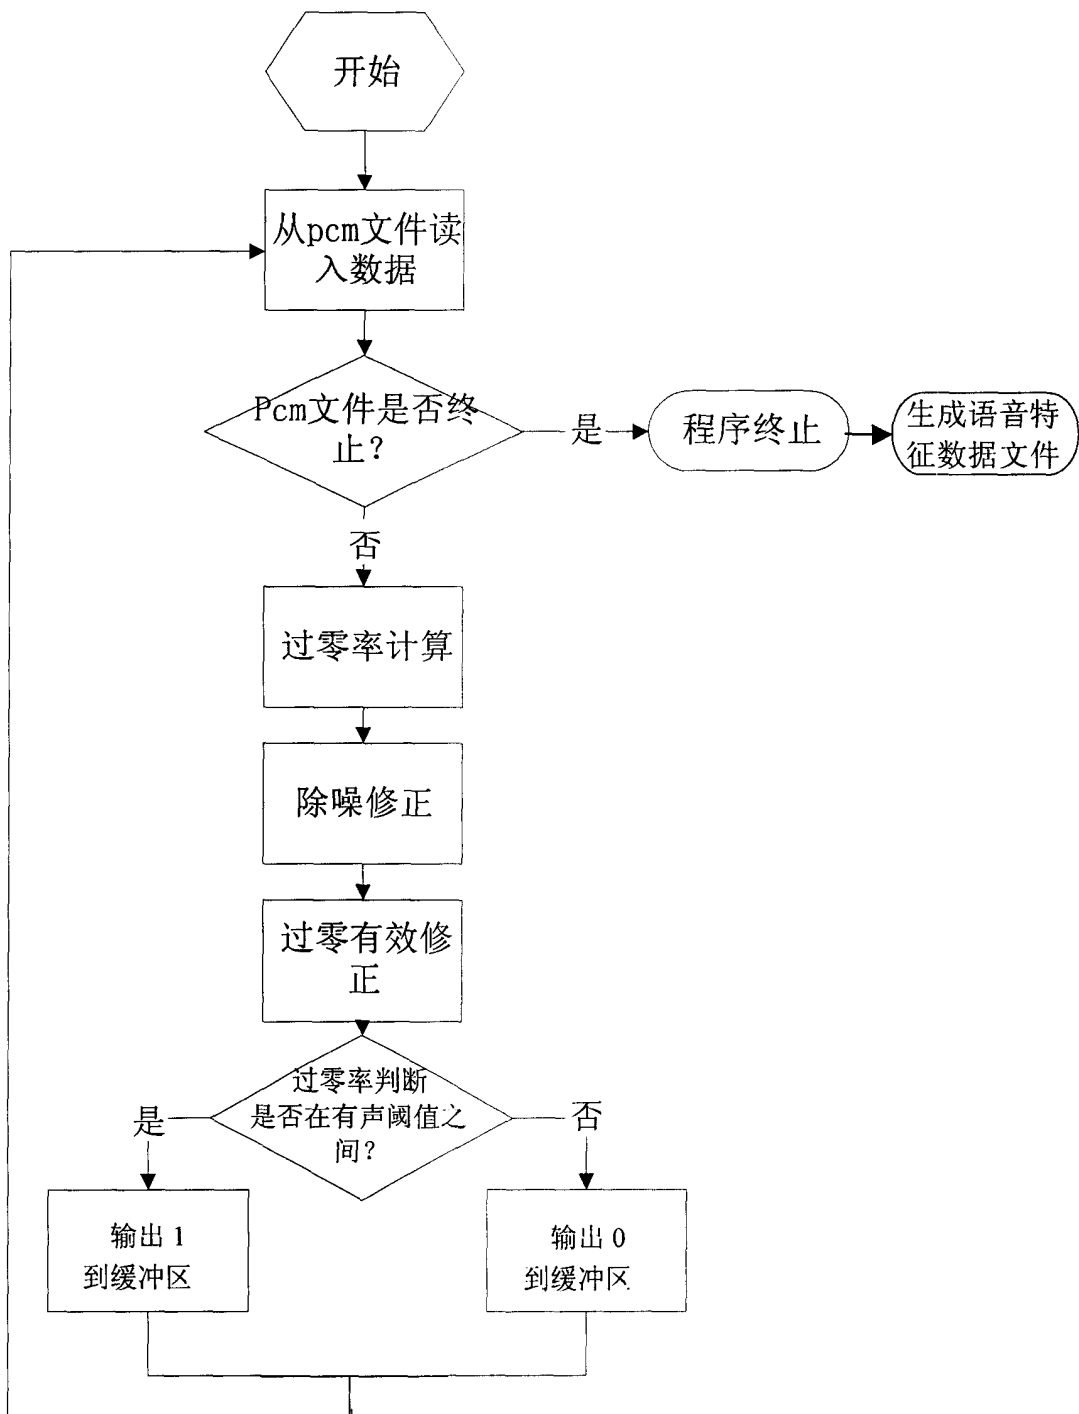 开始
从pcm文件读
入数据
Pcm文件是否终
止？
是
程序终止
生成语音特
征数据文件
否
过零率计算
除噪修正
过零有效修
正
过零率判断
是否在有声阈值之
间？
是
否
输出1
到缓冲区
输出0
到缓冲区